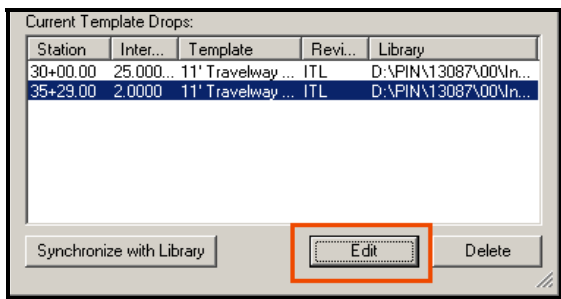 Current Template Drops:
Station Inter... Template Revi... Library
30+00.00 25.000... 11' Travelway ... ITL D:\PIN\13087\00\In...
35+29.00 2.0000 11' Travelway ... ITL D:\PIN\13087\00\In...
Synchronize with Library Edit Delete